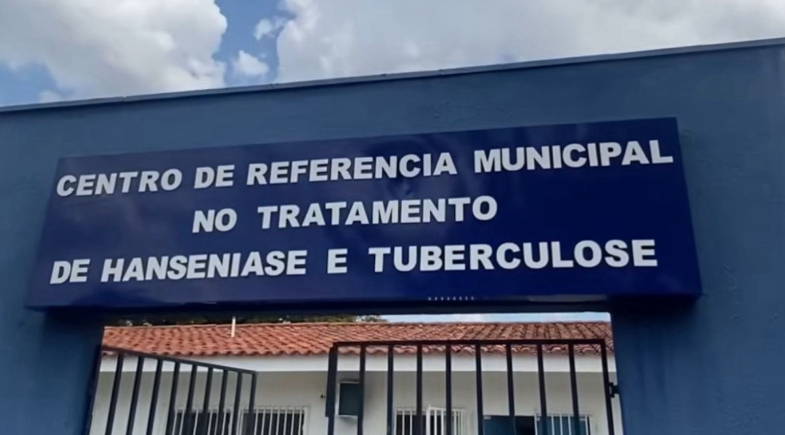 CENTRO DE REFERENCIA MUNICIPAL
NO TRATAMENTO
DE HANSENIASE E TUBERCULOSE